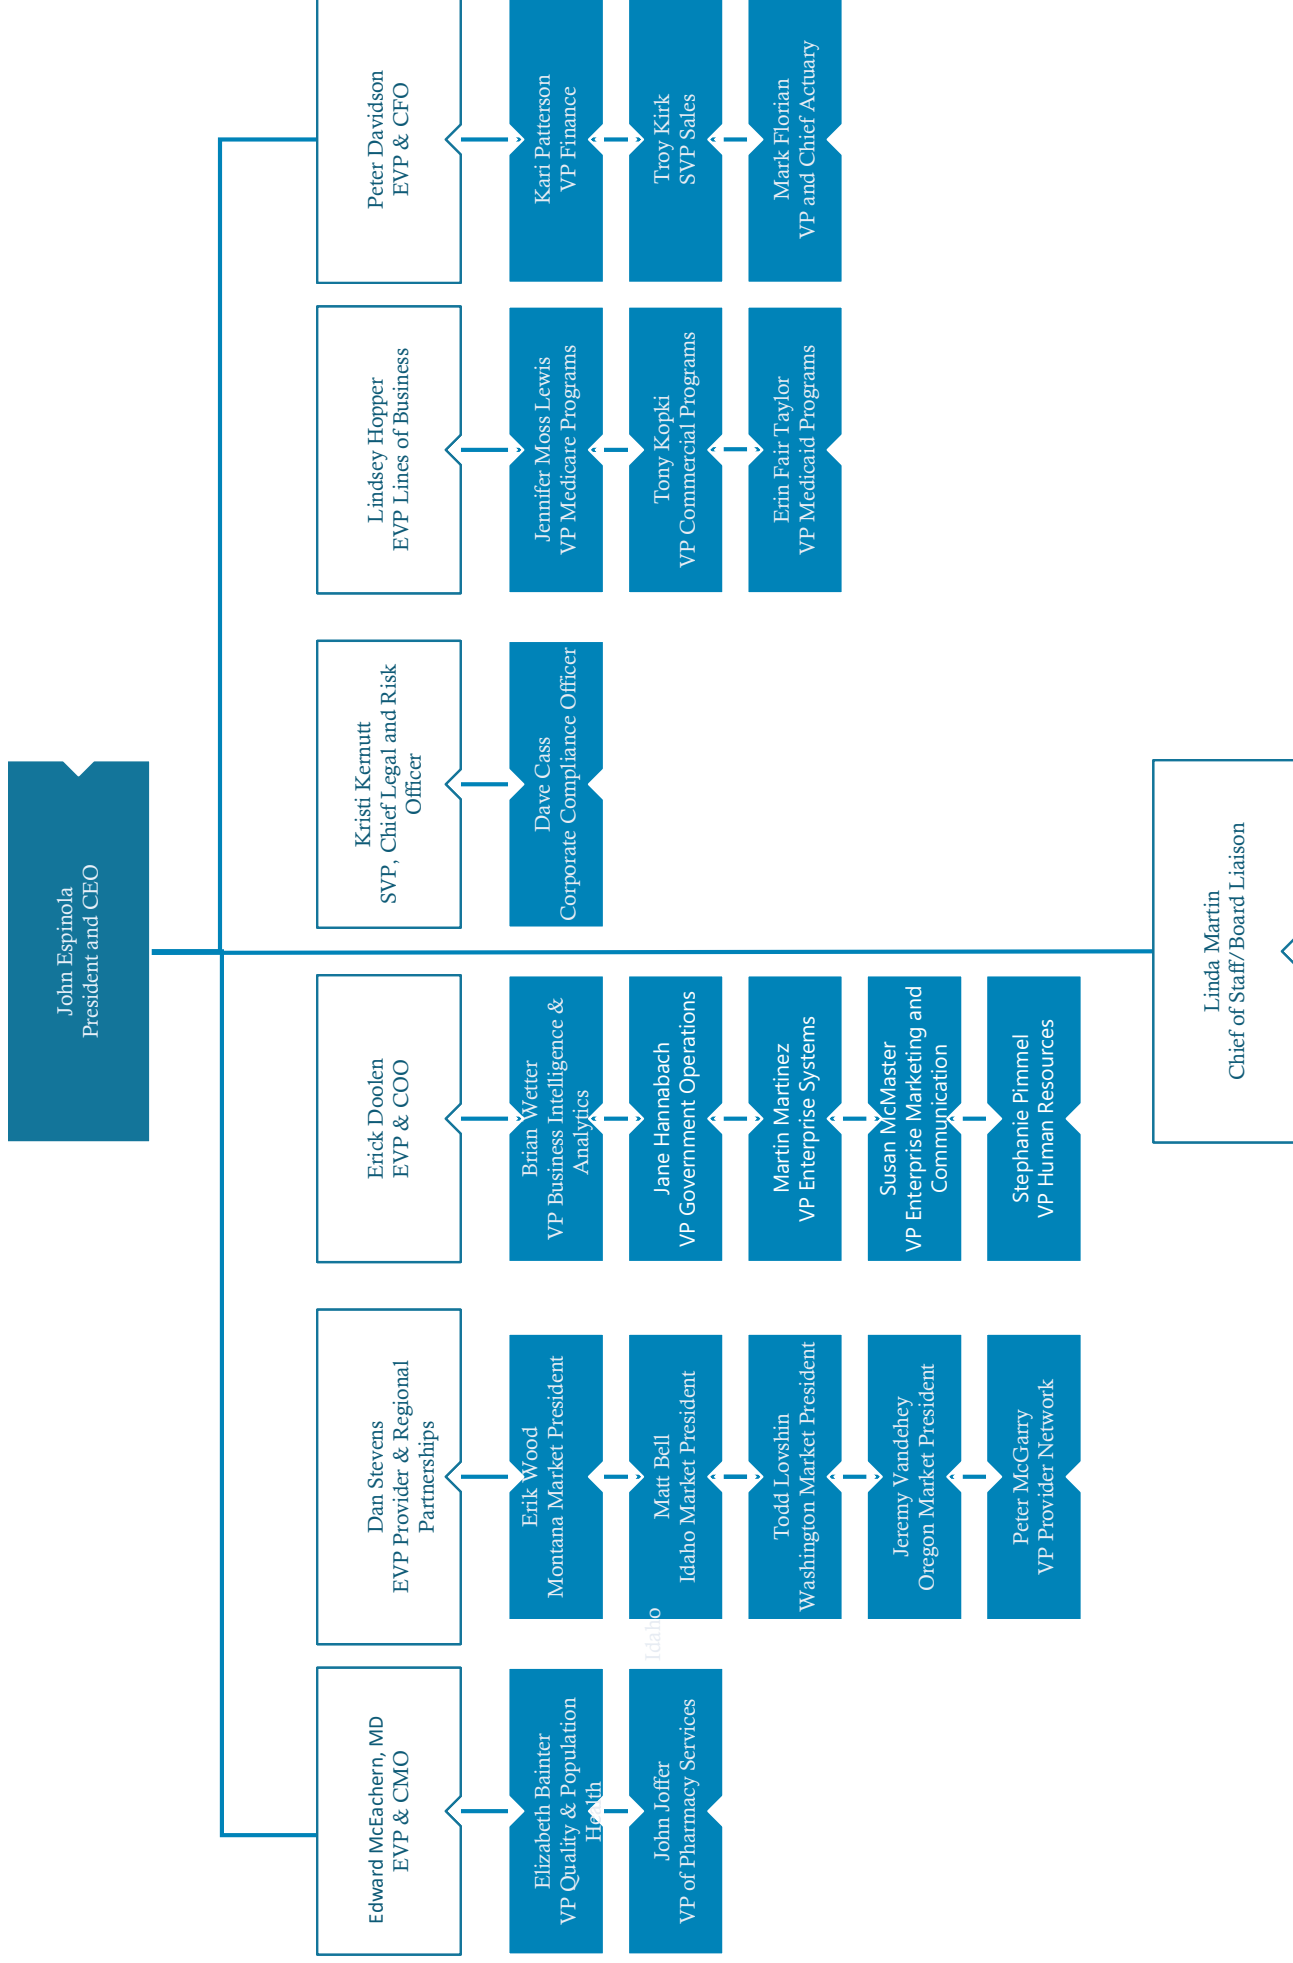 John Espinola
President and CEO
Edward McEachern, MD
EVP & CMO
Elizabeth Bainter
VP Quality & Population
Health
John Joffer
VP of Pharmacy Services
Dan Stevens
EVP Provider & Regional
Partnerships
Erik Wood
Montana Market President
Idaho
Matt Bell
Idaho Market President
Todd Lovshin
Washington Market President
Jeremy Vandehey
Oregon Market President
Peter McGarry
VP Provider Network
Erick Doolen
EVP & COO
Brian Wetter
VP Business Intelligence &
Analytics
Jane Hannabach
VP Government Operations
Martin Martinez
VP Enterprise Systems
Susan McMaster
VP Enterprise Marketing and
Communication
Stephanie Pimmel
VP Human Resources
Kristi Kernutt
SVP, Chief Legal and Risk
Officer
Dave Cass
Corporate Compliance Officer
Lindsey Hopper
EVP Lines of Business
Jennifer Moss Lewis
VP Medicare Programs
Tony Kopki
VP Commercial Programs
Erin Fair Taylor
VP Medicaid Programs
Peter Davidson
EVP & CFO
Kari Patterson
VP Finance
Troy Kirk
SVP Sales
Mark Florian
VP and Chief Actuary
Linda Martin
Chief of Staff/Board Liaison